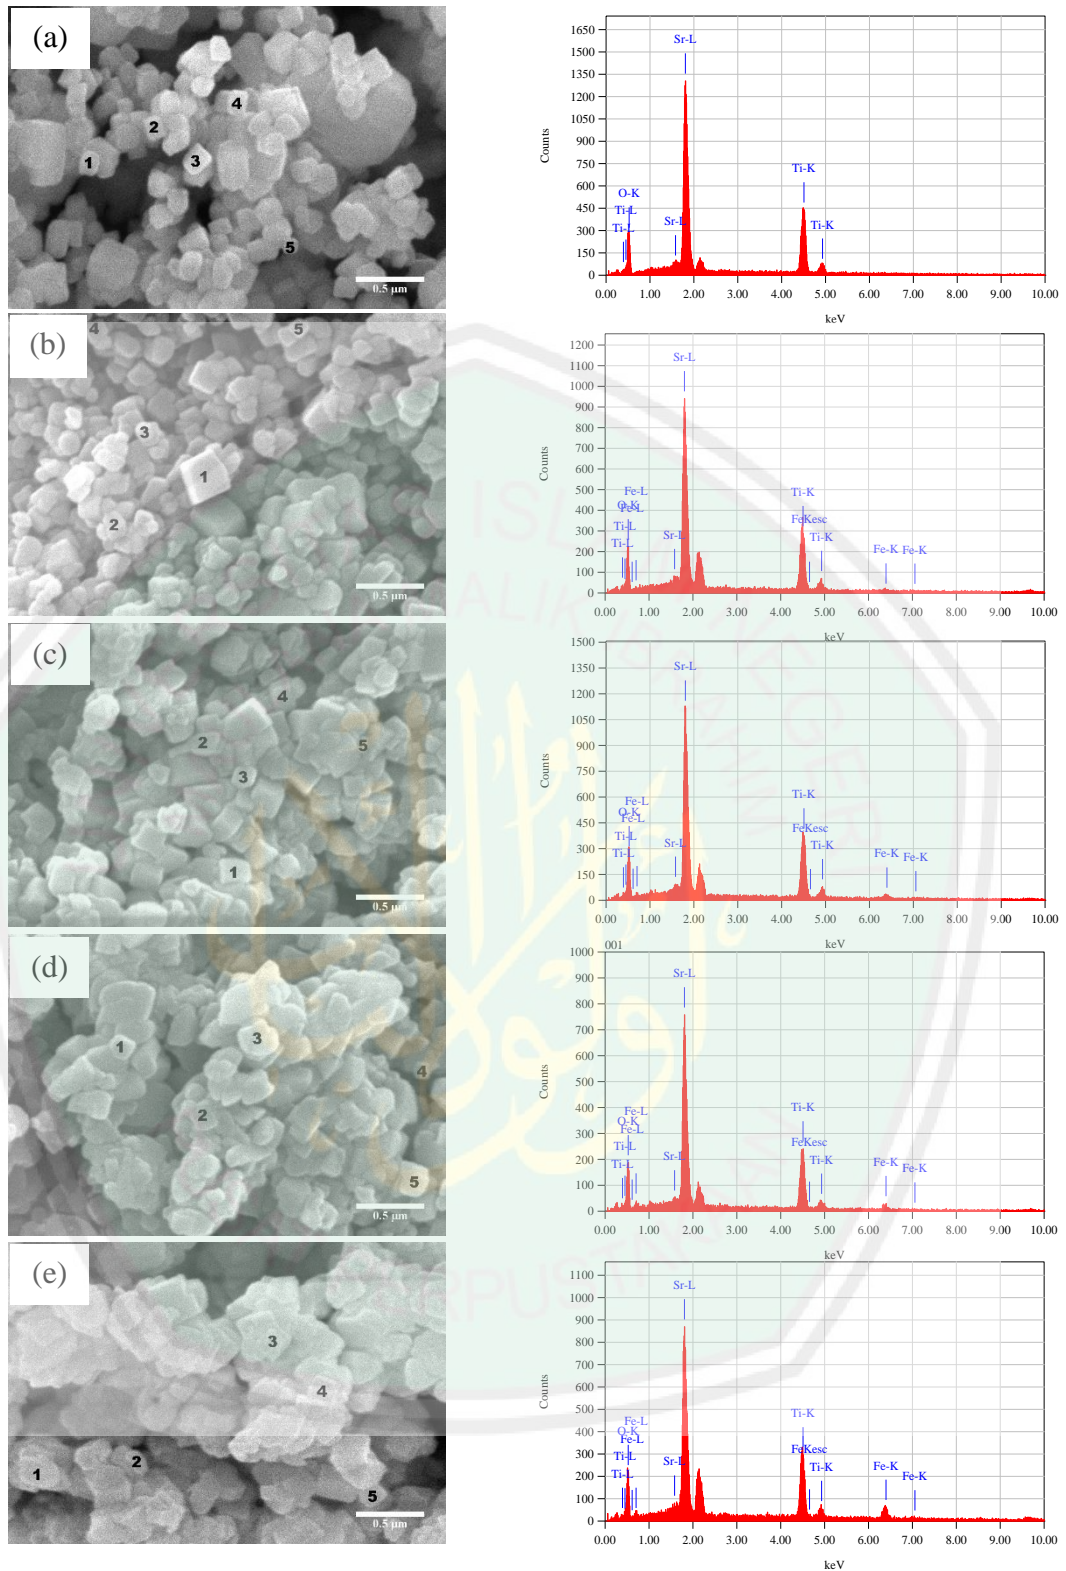 (a)
1
2
3
4
5
0.5 µm
1650
1500
1350
1200
1050
900
750
600
450
300
150
0
Counts
Sr-L
Ti-K
O-K
Ti-L
Ti-L
Sr-L
Ti-K
0.00 1.00 2.00 3.00 4.00 5.00 6.00 7.00 8.00 9.00 10.00
keV
(b)
4
5
3
1
2
0.5 µm
1200
1100
1000
900
800
700
600
500
400
300
200
100
0
Counts
Sr-L
Ti-K
Fe-L
O-K
Fe-L
FeKesc
Ti-L
Ti-K
Ti-L
Sr-L
Fe-K Fe-K
0.00 1.00 2.00 3.00 4.00 5.00 6.00 7.00 8.00 9.00 10.00
keV
(c)
4
2
5
3
1
0.5 µm
1500
1350
1200
1050
900
750
600
450
300
150
0
Counts
Sr-L
Ti-K
Fe-L
O-K
Fe-L
FeKesc
Ti-L
Sr-L
Ti-K
Ti-L
Fe-K Fe-K
0.00 1.00 2.00 3.00 4.00 5.00 6.00 7.00 8.00 9.00 10.00
keV
(d)
3
1
4
2
5
0.5 µm
001
1000
900
800
700
600
500
400
300
200
100
0
Counts
Sr-L
Ti-K
Fe-L
O-K
Fe-L
FeKesc
Ti-L
Sr-L
Ti-K
Ti-L
Fe-K Fe-K
0.00 1.00 2.00 3.00 4.00 5.00 6.00 7.00 8.00 9.00 10.00
keV
(e)
3
4
2
1
5
0.5 µm
1100
1000
900
800
700
600
500
400
300
200
100
0
Counts
Sr-L
Ti-K
Fe-L
O-K
Fe-L
FeKesc
Ti-L
Sr-L
Ti-K
Ti-L
Fe-K Fe-K
0.00 1.00 2.00 3.00 4.00 5.00 6.00 7.00 8.00 9.00 10.00
keV